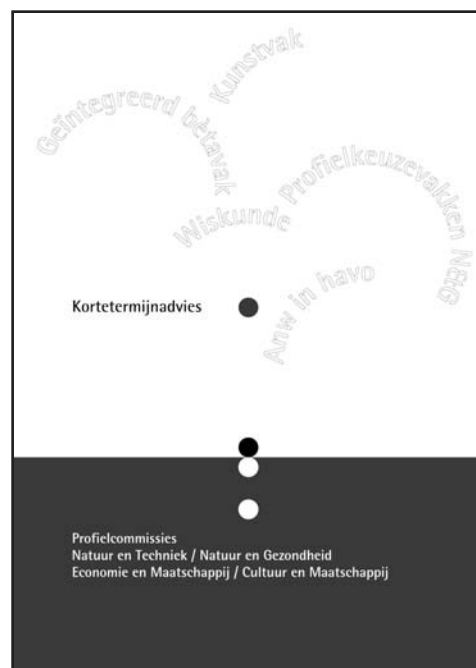 Kunstvak
Geïntegreerd bètavak
Profielkeuzevakken N&G
Wiskunde
Anw in havo
Kortetermijnadvies
Profielcommissies
Natuur en Techniek / Natuur en Gezondheid
Economie en Maatschappij / Cultuur en Maatschappij